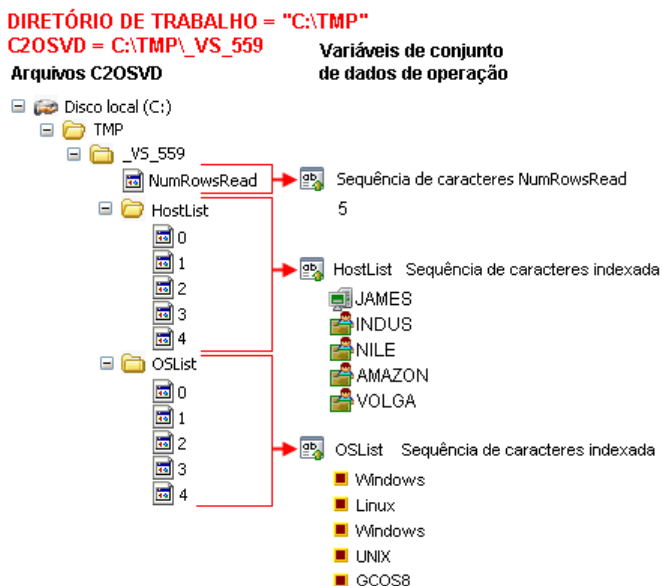 DIRETÓRIO DE TRABALHO = "C:\TMP"
C2OSVD = C:\TMP\_VS_559
Variáveis de conjunto
de dados de operação
Arquivos C2OSVD
Disco local (C:)
TMP
_VS_559
NumRowsRead
Sequência de caracteres NumRowsRead
5
HostList
0
1
2
3
4
HostList Sequência de caracteres indexada
JAMES
INDUS
NILE
AMAZON
VOLGA
OSList
0
1
2
3
4
OSList Sequência de caracteres indexada
Windows
Linux
Windows
UNIX
GCOS8